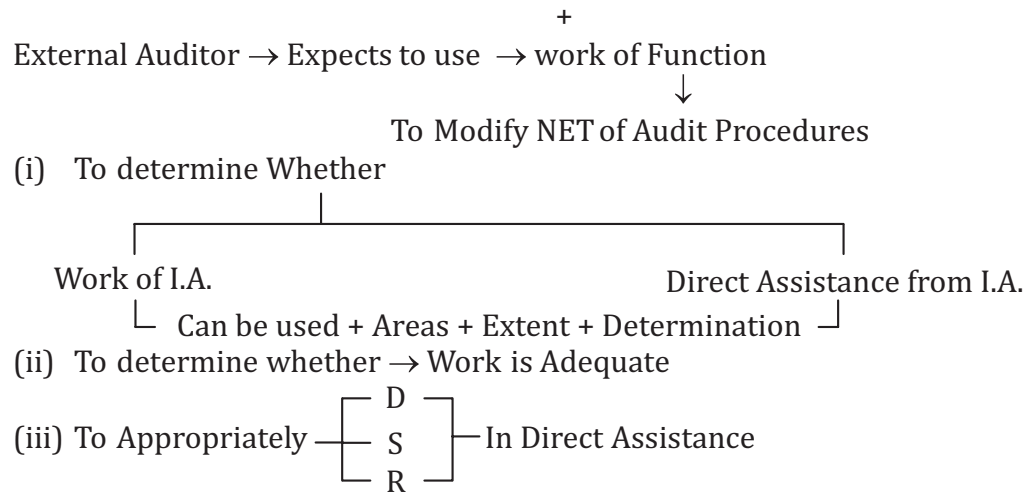 +
External Auditor → Expects to use → work of Function
↓
To Modify NET of Audit Procedures
(i) To determine Whether
Work of I.A. Direct Assistance from I.A.
Can be used + Areas + Extent + Determination
(ii) To determine whether → Work is Adequate
D
(iii) To Appropriately S In Direct Assistance
R